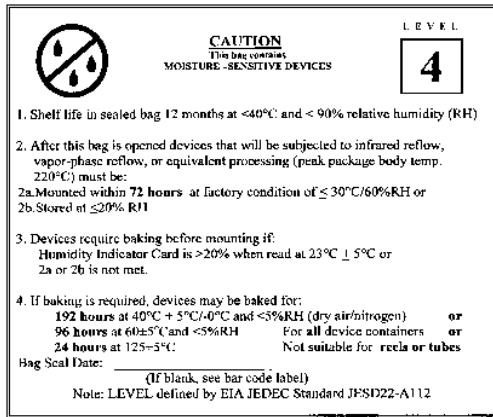 LEVEL
4
CAUTION
This bag contains
MOISTURE -SENSITIVE DEVICES
1. Shelf life in sealed bag 12 months at <40°C and < 90% relative humidity (RH)
2. After this bag is opened devices that will be subjected to infrared reflow,
vapor-phase reflow, or equivalent processing (peak package body temp.
220°C) must be:
2a.Mounted within 72 hours at factory condition of ≤ 30°C/60%RH or
2b.Stored at ≤20% RH
3. Devices require baking before mounting if:
Humidity Indicator Card is >20% when read at 23°C ± 5°C or
2a or 2b is not met.
4. If baking is required, devices may be baked for:
192 hours at 40°C + 5°C/-0°C and <5%RH (dry air/nitrogen) or
96 hours at 60±5°C and <5%RH For all device containers or
24 hours at 125±5°C Not suitable for reels or tubes
Bag Seal Date:
(If blank, see bar code label)
Note: LEVEL defined by EIA JEDEC Standard JESD22-A112